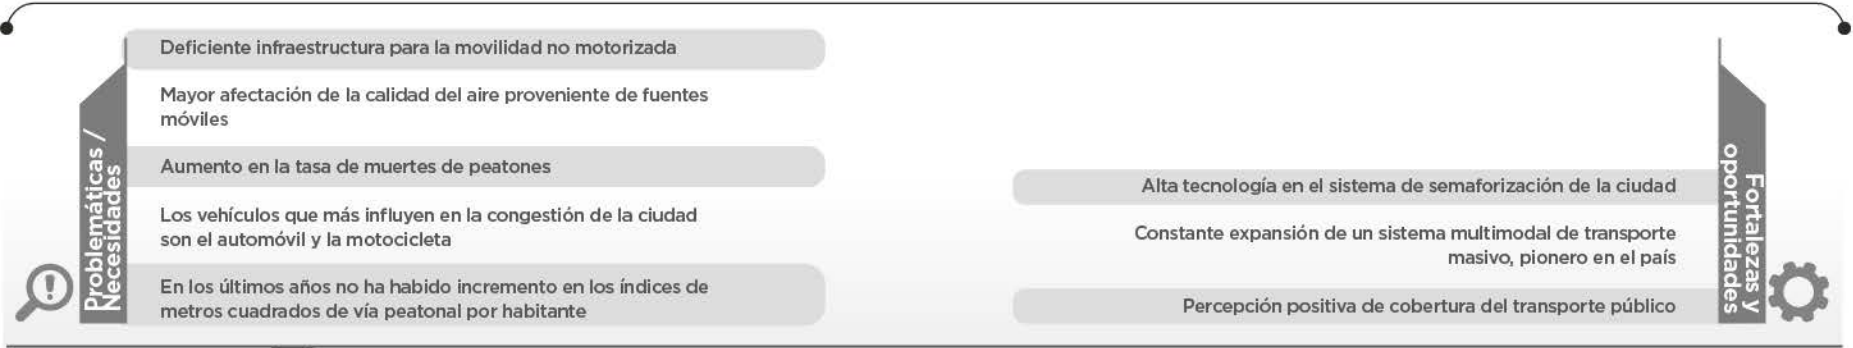 Problemáticas /
Necesidades
Deficiente infraestructura para la movilidad no motorizada
Mayor afectación de la calidad del aire proveniente de fuentes
móviles
Aumento en la tasa de muertes de peatones
Los vehículos que más influyen en la congestión de la ciudad
son el automóvil y la motocicleta
En los últimos años no ha habido incremento en los índices de
metros cuadrados de vía peatonal por habitante
Fortalezas y
oportunidades
Alta tecnología en el sistema de semaforización de la ciudad
Constante expansión de un sistema multimodal de transporte
masivo, pionero en el país
Percepción positiva de cobertura del transporte público